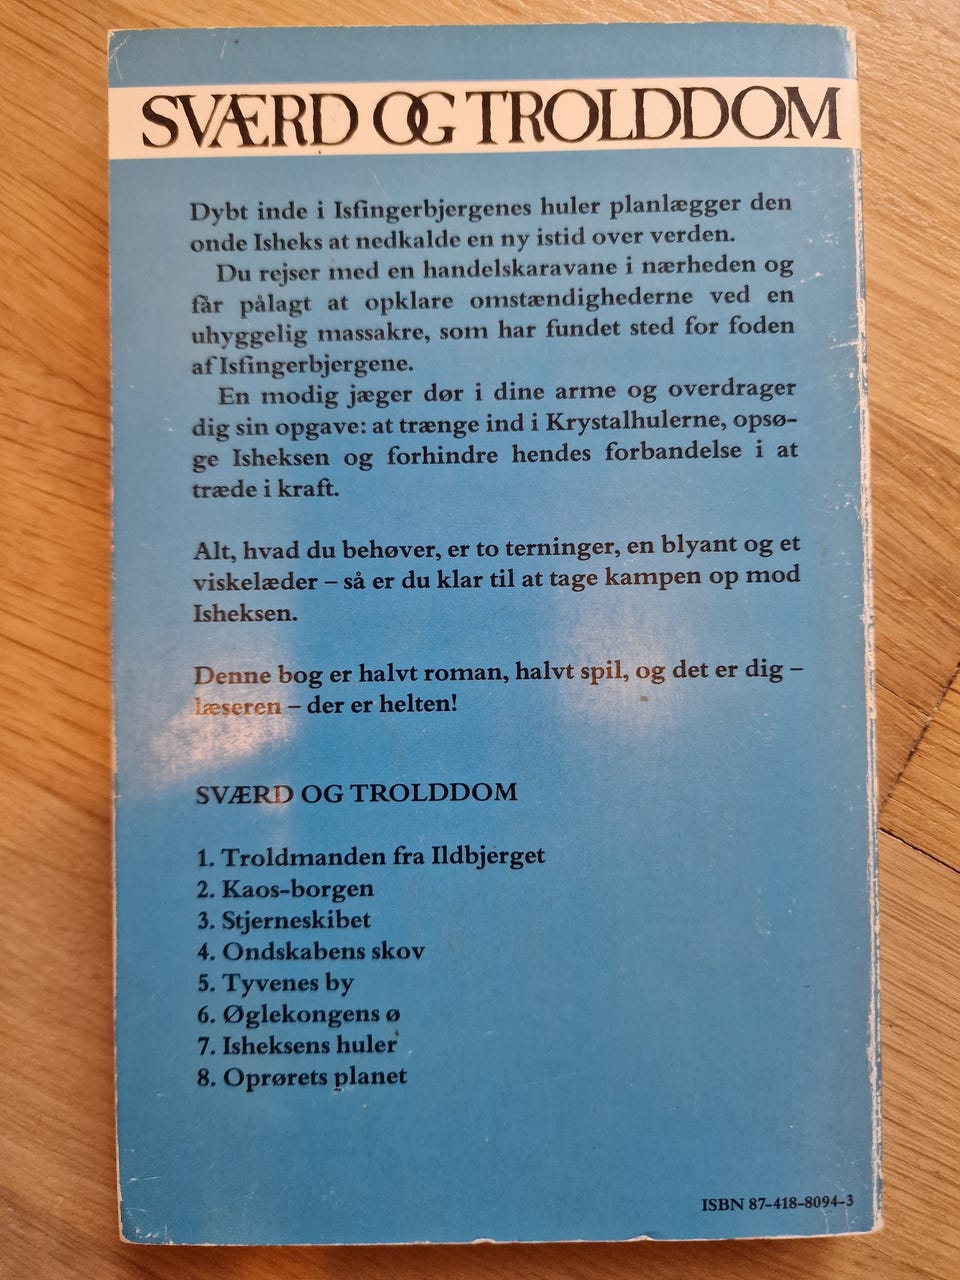 SVÆRD OG TROLDDOM
Dybt inde i Isfingerbjergenes huler planlægger den
onde Isheks at nedkalde en ny istid over verden.
Du rejser med en handelskaravane i nærheden og
får pålagt at opklare omstændighederne ved en
uhyggelig massakre, som har fundet sted for foden
af Isfingerbjergene.
En modig jæger dør i dine arme og overdrager
dig sin opgave: at trænge ind i Krystalhulerne, opsø-
ge Isheksen og forhindre hendes forbandelse i at
træde i kraft.
Alt, hvad du behøver, er to terninger, en blyant og et
viskelæder – så er du klar til at tage kampen op mod
Isheksen.
Denne bog er halvt roman, halvt spil, og det er dig –
læseren – der er helten!
SVÆRD OG TROLDDOM
1. Troldmanden fra Ildbjerget
2. Kaos-borgen
3. Stjerneskibet
4. Ondskabens skov
5. Tyvenes by
6. Øglekongens ø
7. Isheksens huler
8. Oprørets planet
ISBN 87-418-8094-3